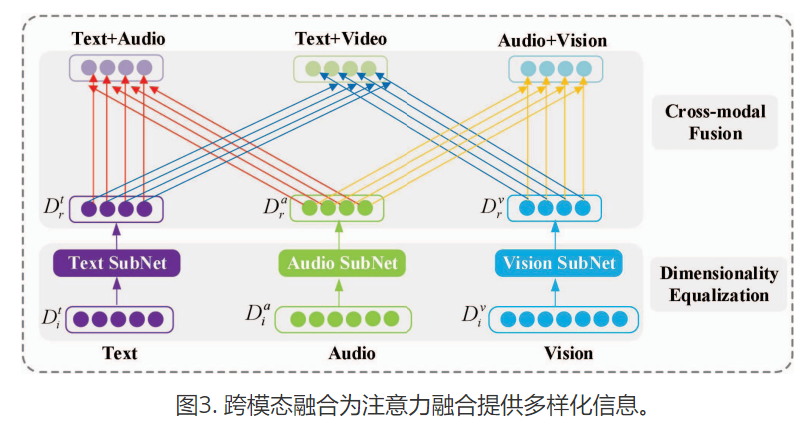 Text+Audio Text+Video Audio+Vision
Cross-modal
Fusion
D_r^t D_r^a D_r^v
Text SubNet Audio SubNet Vision SubNet
Dimensionality
Equalization
D_i^t D_i^a D_i^v
Text Audio Vision
图3. 跨模态融合为注意力融合提供多样化信息。